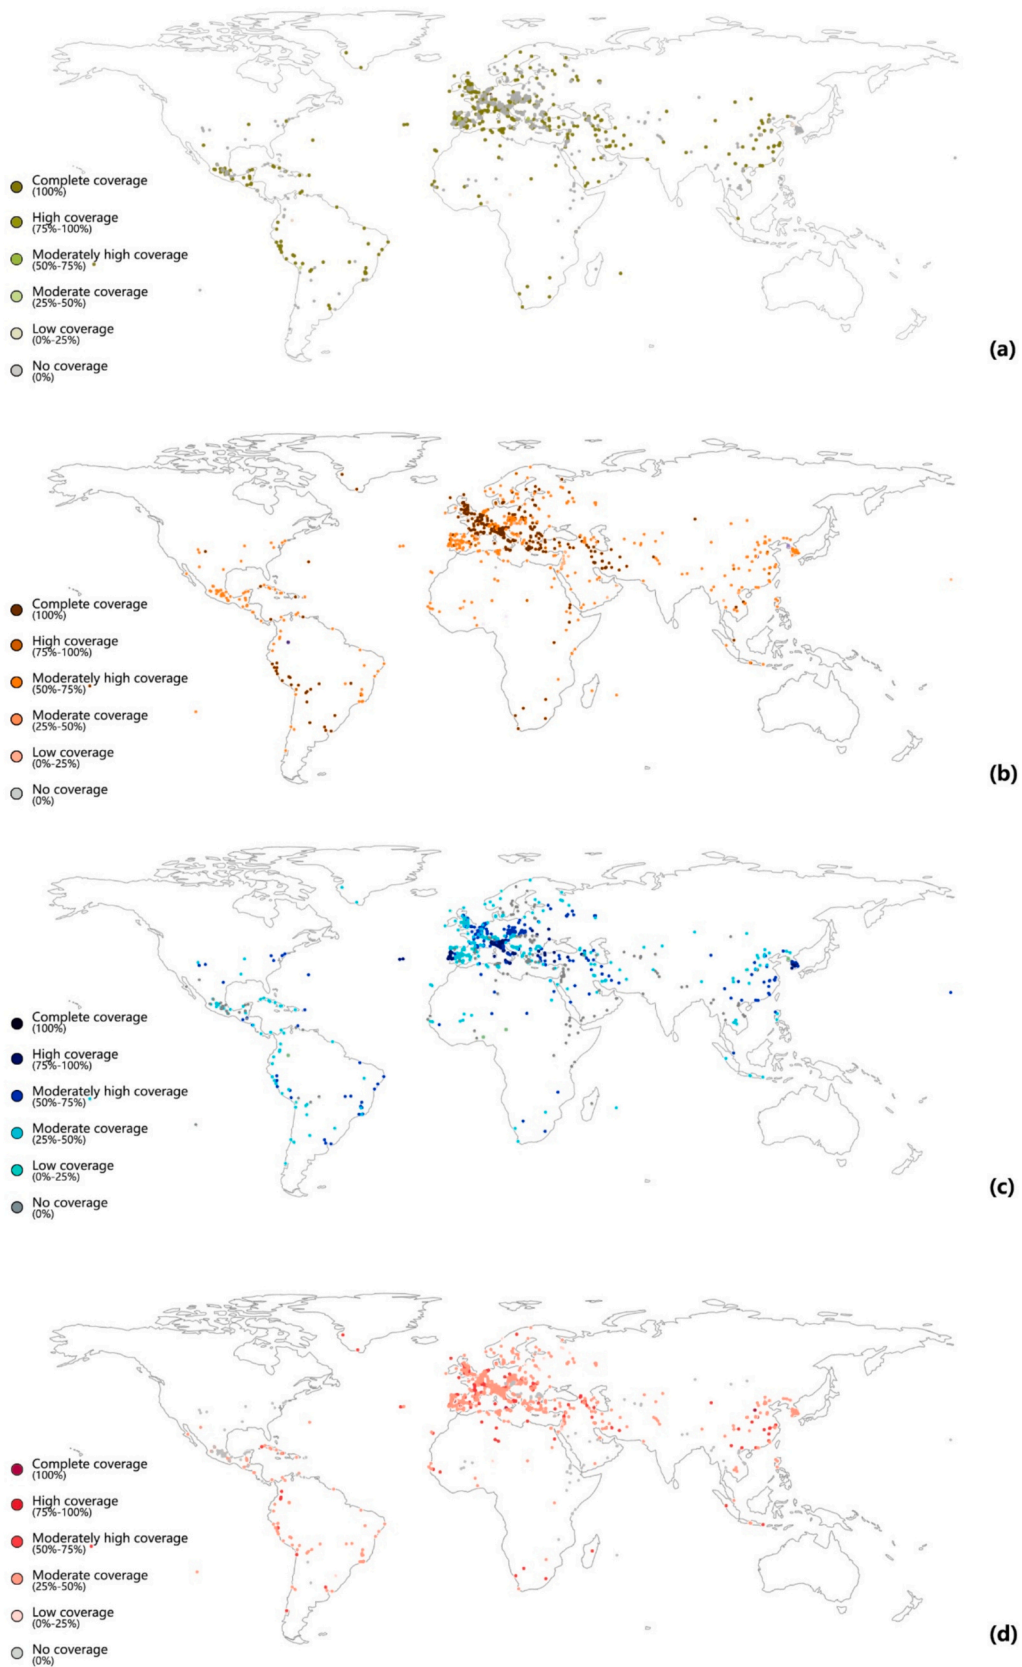 Complete coverage
(100%)
High coverage
(75%-100%)
Moderately high coverage
(50%-75%)
Moderate coverage
(25%-50%)
Low coverage
(0%-25%)
No coverage
(0%)
(a)
Complete coverage
(100%)
High coverage
(75%-100%)
Moderately high coverage
(50%-75%)
Moderate coverage
(25%-50%)
Low coverage
(0%-25%)
No coverage
(0%)
(b)
Complete coverage
(100%)
High coverage
(75%-100%)
Moderately high coverage
(50%-75%)
Moderate coverage
(25%-50%)
Low coverage
(0%-25%)
No coverage
(0%)
(c)
Complete coverage
(100%)
High coverage
(75%-100%)
Moderately high coverage
(50%-75%)
Moderate coverage
(25%-50%)
Low coverage
(0%-25%)
No coverage
(0%)
(d)